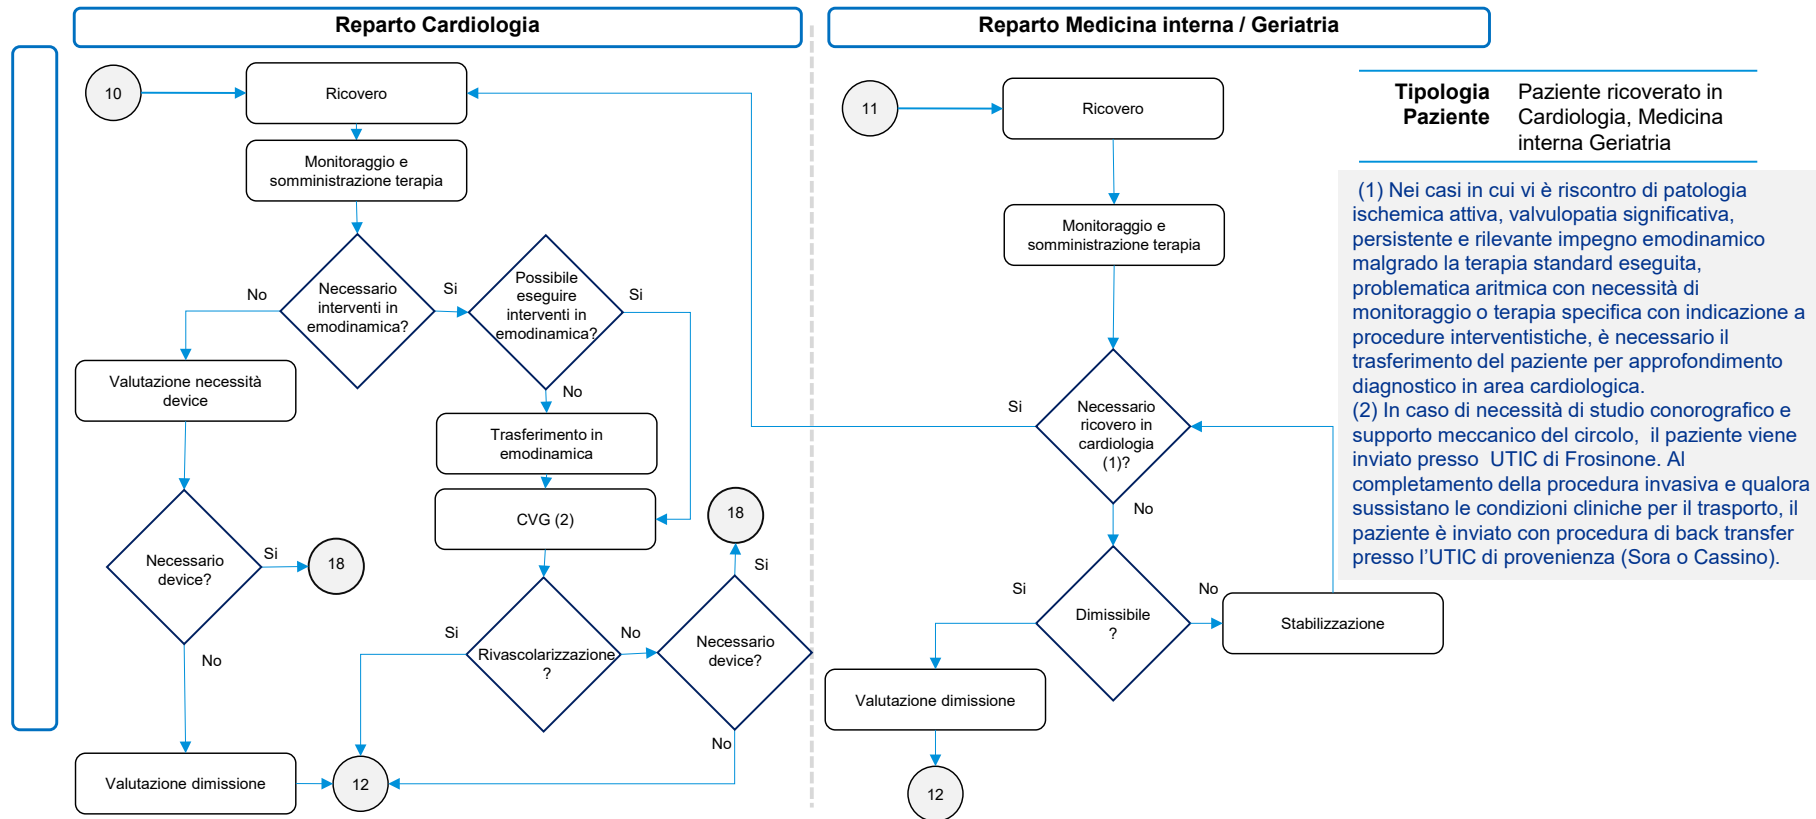 Reparto Cardiologia
Reparto Medicina interna / Geriatria
10
Ricovero
Monitoraggio e
somministrazione terapia
Necessario
interventi in
emodinamica?
No
Si
Possibile
eseguire
interventi in
emodinamica?
Si
No
Valutazione necessità
device
Trasferimento in
emodinamica
CVG (2)
18
Si
Necessario
device?
Si
18
No
Si
Rivascolarizzazione
?
No
Necessario
device?
No
Valutazione dimissione
12
11
Ricovero
Monitoraggio e
somministrazione terapia
Si
Necessario
ricovero in
cardiologia
(1)?
No
Si
Dimissibile
?
No
Stabilizzazione
Valutazione dimissione
12
Tipologia
Paziente
Paziente ricoverato in
Cardiologia, Medicina
interna Geriatria
(1) Nei casi in cui vi è riscontro di patologia
ischemica attiva, valvulopatia significativa,
persistente e rilevante impegno emodinamico
malgrado la terapia standard eseguita,
problematica aritmica con necessità di
monitoraggio o terapia specifica con indicazione a
procedure interventistiche, è necessario il
trasferimento del paziente per approfondimento
diagnostico in area cardiologica.
(2) In caso di necessità di studio conorografico e
supporto meccanico del circolo, il paziente viene
inviato presso UTIC di Frosinone. Al
completamento della procedura invasiva e qualora
sussistano le condizioni cliniche per il trasporto, il
paziente è inviato con procedura di back transfer
presso l'UTIC di provenienza (Sora o Cassino).